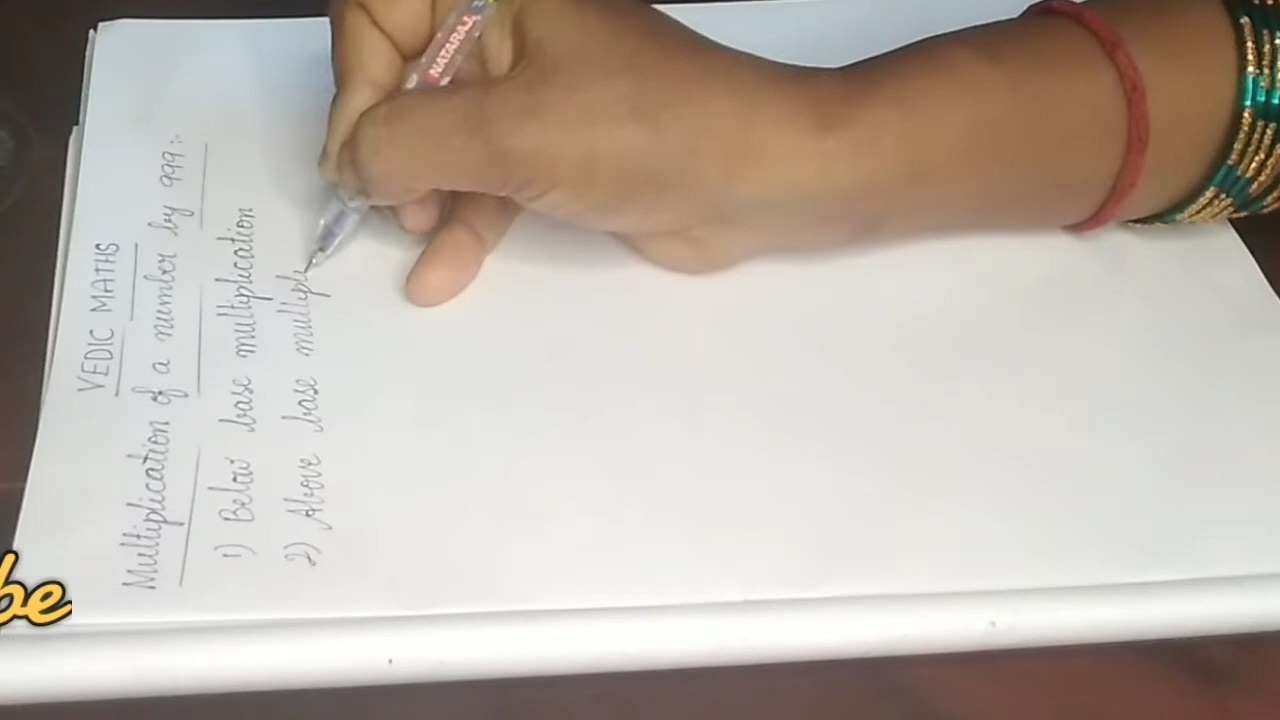 VEDIC MATHS
Multiplication of a number by 999:-
1) Below base multiplication
2) Above base multipl
NATARAJ
be